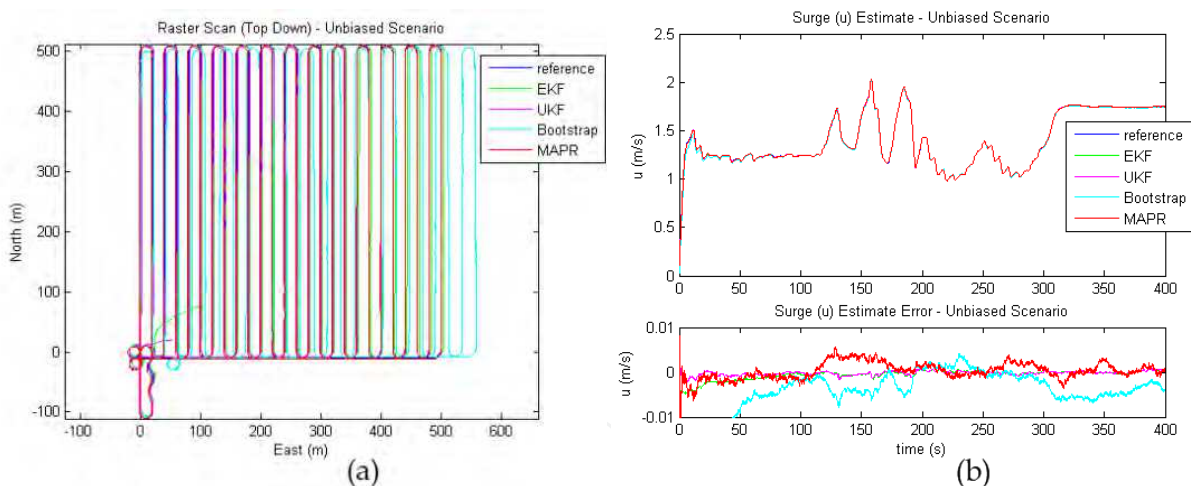 Raster Scan (Top Down) - Unbiased Scenario
500
400
300
200
100
0
-100
North (m)
-100
0
100
200
300
400
500
600
East (m)
reference
EKF
UKF
Bootstrap
MAPR
(a)
Surge (u) Estimate - Unbiased Scenario
2.5
2
1.5
1
0.5
0
u (m/s)
0
50
100
150
200
250
300
350
400
reference
EKF
UKF
Bootstrap
MAPR
Surge (u) Estimate Error - Unbiased Scenario
0.01
0
-0.01
u (m/s)
0
50
100
150
200
250
300
350
400
time (s)
(b)